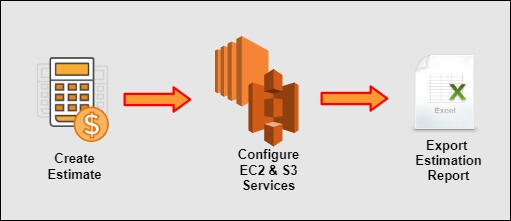 Create
Estimate
Configure
EC2 & S3
Services
Excel
Export
Estimation
Report